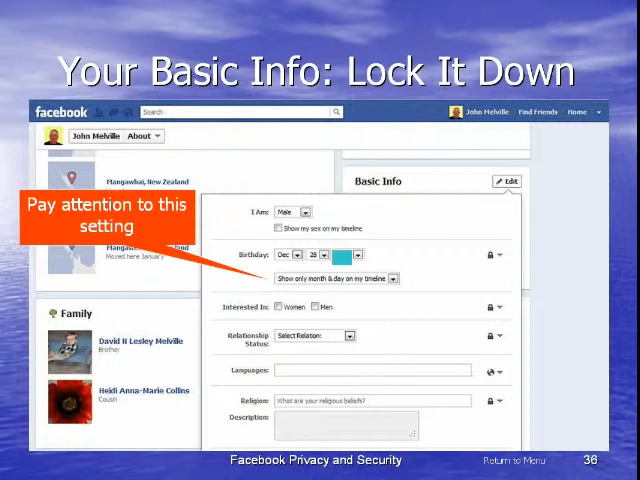 Your Basic Info: Lock It Down
facebook
Search
John Melville Find Friends Home
John Melville About
Mangawhai, New Zealand
Basic Info
Edit
Pay attention to this
setting
Moved here January
I Am: Male
Show my sex on my timeline
Birthday: Dec 28
Show only month & day on my timeline
Interested In: Women Men
Relationship
Status:
Select Relation:
Languages:
Religion: What are your religious beliefs?
Description:
Family
David N Lesley Melville
Brother
Heidi Anna-Marie Collins
Cousin
Facebook Privacy and Security
Return to Menu
36